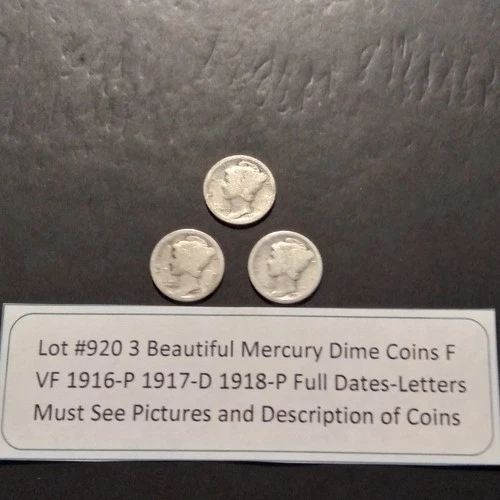 Lot #920 3 Beautiful Mercury Dime Coins F
VF 1916-P 1917-D 1918-P Full Dates-Letters
Must See Pictures and Description of Coins